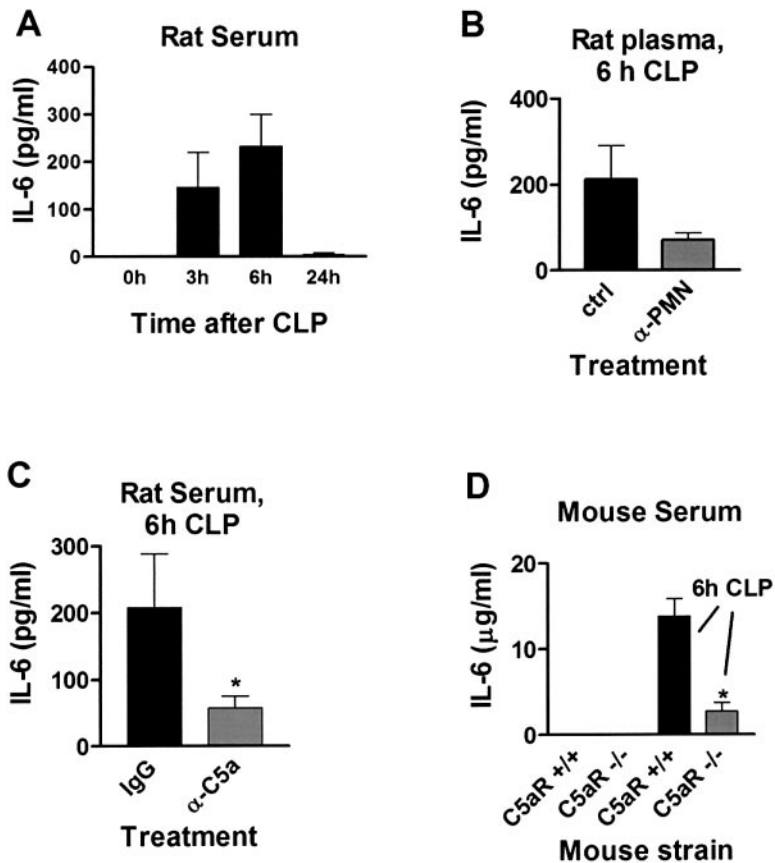 A
Rat Serum
IL-6 (pg/ml)
400
300
200
100
0
0h 3h 6h 24h
Time after CLP
B
Rat plasma,
6 h CLP
IL-6 (pg/ml)
400
200
0
ctrl
α-PMN
Treatment
C
Rat Serum,
6h CLP
IL-6 (pg/ml)
300
200
100
0
*
IgG
α-C5a
Treatment
D
Mouse Serum
IL-6 (μg/ml)
20
10
0
6h CLP
*
C5aR +/+
C5aR -/-
C5aR +/+
C5aR -/-
Mouse strain